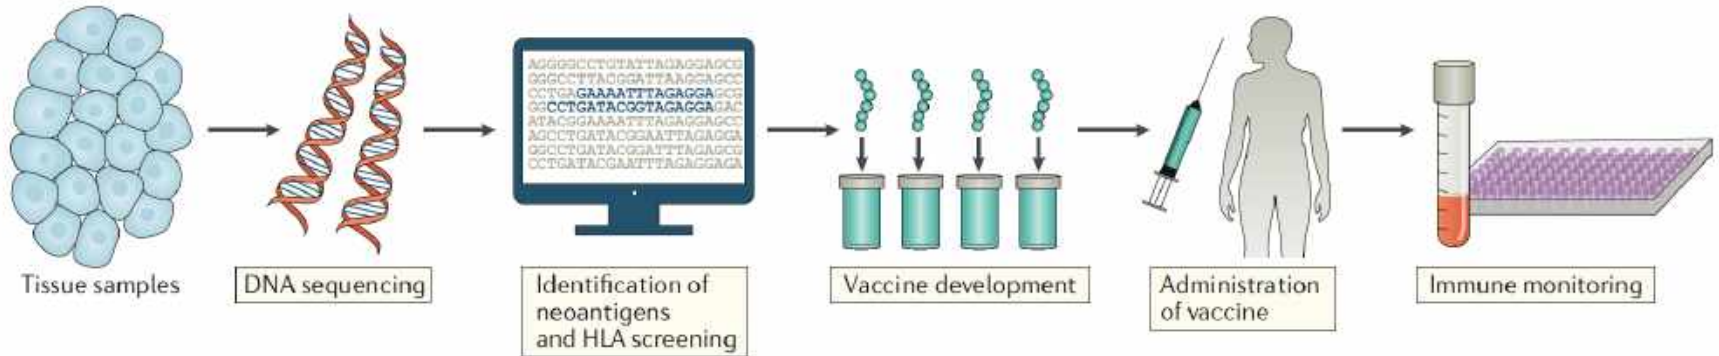 AGGGGCCTGTATTAGAGGAGCG
GGGCCTTACGGATTAAGGAGCC
CCTGAGAAAATTTAGAGGAGCG
GGCCTGATACGGTAGAGGAGAC
ATACGGAAAATTTAGAGGAGCC
AGCCTGATACGGAATTAGAGGA
GGCCTGATACGGATTTAGAGCG
CCTGATACGAATTTAGAGGAGA
Tissue samples
DNA sequencing
Identification of
neoantigens
and HLA screening
Vaccine development
Administration
of vaccine
Immune monitoring